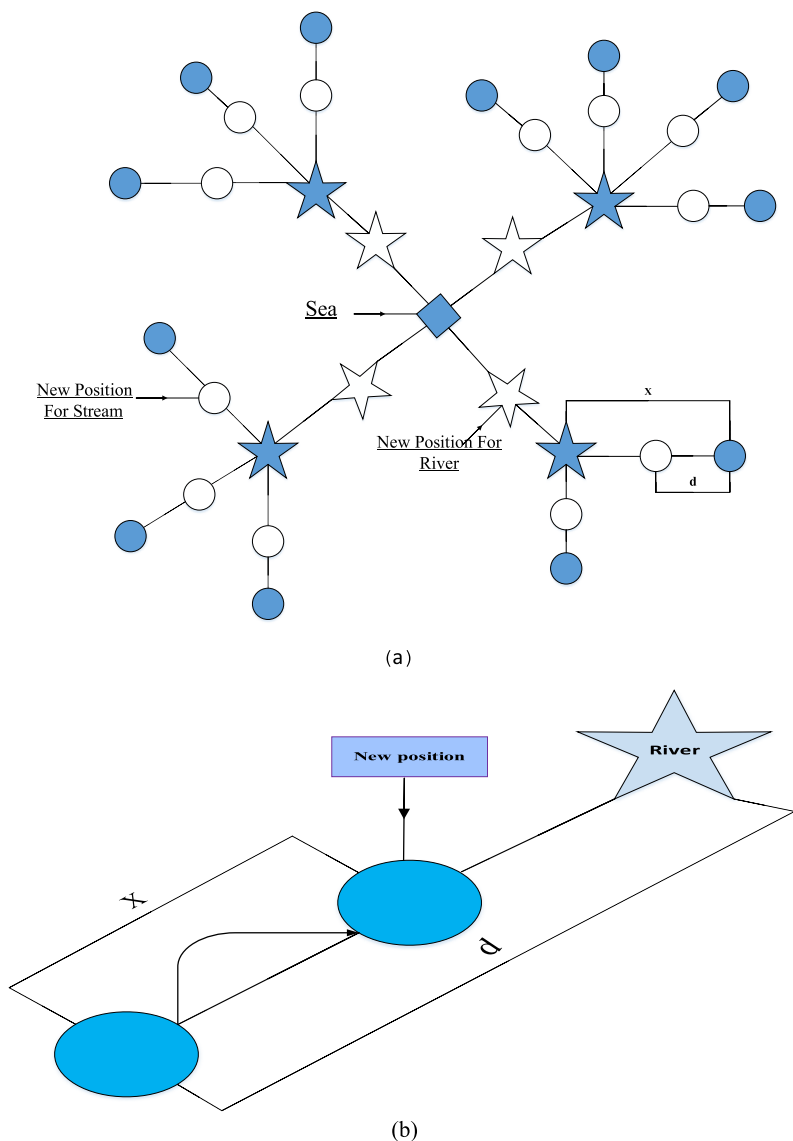 Sea
New Position
For Stream
x
New Position For
River
d
(a)
River
New position
X
d
(b)